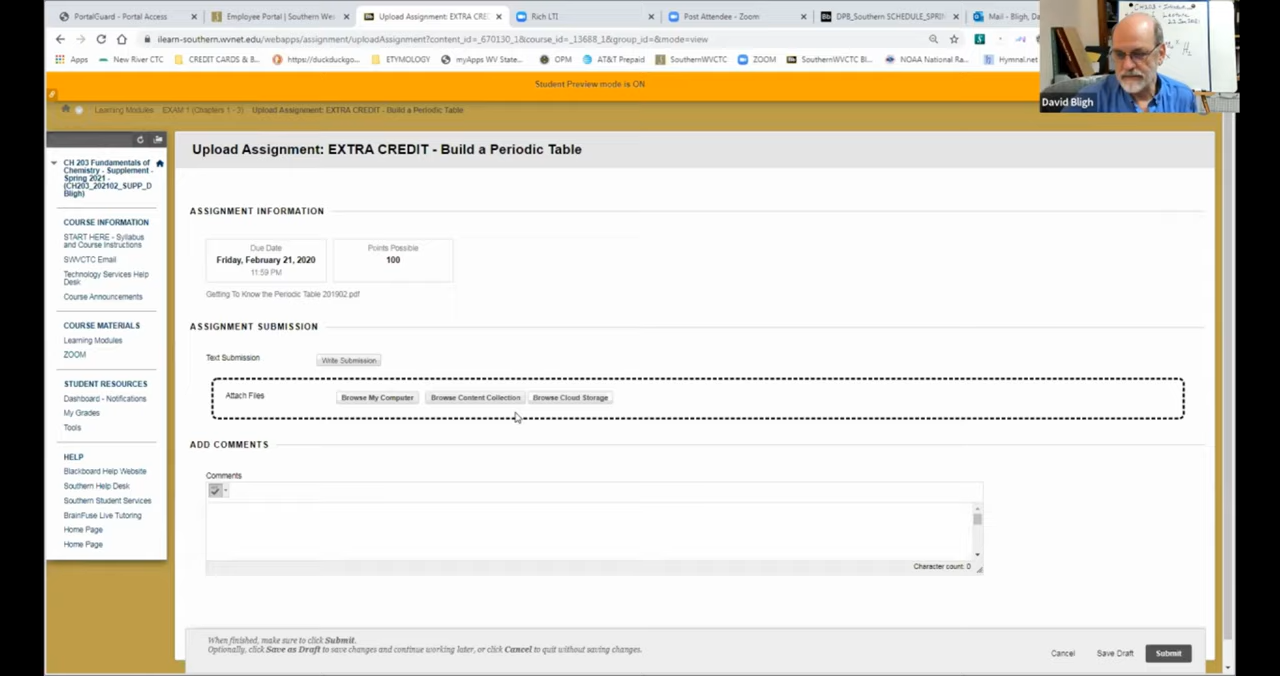 PortalGuard - Portal Access
Employee Portal | Southern We
Upload Assignment: EXTRA CREDIT
Rich LTI
Post Attendee - Zoom
DPB_Southern SCHEDULE_SPRI
Mail - Bligh, Da
ilearn-southern.wvnet.edu/webapps/assignment/uploadAssignment?content_id=_670130_1&course_id=_13688_1&group_id=&mode=view
Apps
New River CTC
CREDIT CARDS & B...
https://duckduckgo...
ETYMOLOGY
myApps WV State...
OPM
AT&T Prepaid
SouthernWVCTC
ZOOM
SouthernWVCTC Bl...
NOAA National Ra...
Hymnal.net
David Bligh
Student Preview mode is ON
Learning Modules
EXAM 1 (Chapters 1 - 3)
Upload Assignment: EXTRA CREDIT - Build a Periodic Table
CH 203 Fundamentals of
Chemistry - Supplement -
Spring 2021 -
(CH203_202102_SUPP_D
Bligh)
COURSE INFORMATION
START HERE - Syllabus
and Course Instructions
SWVCTC Email
Technology Services Help
Desk
Course Announcements
COURSE MATERIALS
Learning Modules
ZOOM
STUDENT RESOURCES
Dashboard - Notifications
My Grades
Tools
HELP
Blackboard Help Website
Southern Help Desk
Southern Student Services
BrainFuse Live Tutoring
Home Page
Home Page
Upload Assignment: EXTRA CREDIT - Build a Periodic Table
ASSIGNMENT INFORMATION
Due Date
Friday, February 21, 2020
11:59 PM
Points Possible
100
Getting To Know the Periodic Table 201902.pdf
ASSIGNMENT SUBMISSION
Text Submission
Write Submission
Attach Files
Browse My Computer
Browse Content Collection
Browse Cloud Storage
ADD COMMENTS
Comments
Character count: 0
When finished, make sure to click Submit.
Optionally, click Save as Draft to save changes and continue working later, or click Cancel to quit without saving changes.
Cancel
Save Draft
Submit